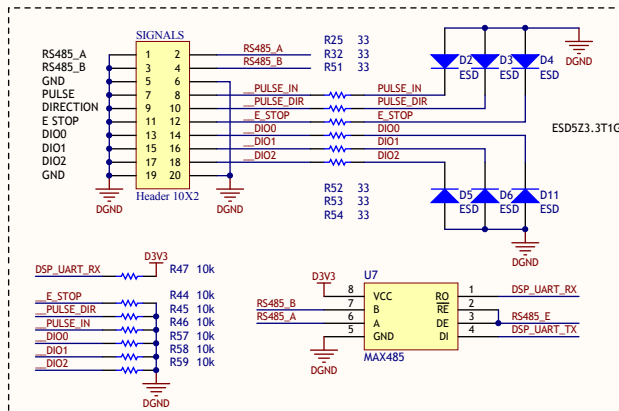 SIGNALS
RS485_A 1 2 RS485_A R25 33
RS485_B 3 4 RS485_B R32 33
GND 5 6 R51 33
D2 D3 D4
ESD ESD ESD
DGND
PULSE 7 8 __PULSE_IN PULSE_IN
DIRECTION 9 10 __PULSE_DIR PULSE_DIR
E STOP 11 12 __E_STOP E_STOP
DIO0 13 14 __DIO0 DIO0
DIO1 15 16 __DIO1 DIO1
DIO2 17 18 __DIO2 DIO2
GND 19 20
ESD5Z3.3T1G
Header 10X2
DGND DGND
R52 33
R53 33
R54 33
D5 D6 D11
ESD ESD ESD
DGND
D3V3
DSP_UART_RX R47 10k
__E_STOP R44 10k
__PULSE_DIR R45 10k
__PULSE_IN R46 10k
__DIO0 R57 10k
__DIO1 R58 10k
__DIO2 R59 10k
DGND
U7
D3V3
8 VCC RO 1 DSP_UART_RX
RS485_B 7 B RE 2
RS485_A 6 A DE 3 RS485_E
5 GND DI 4 DSP_UART_TX
MAX485
DGND